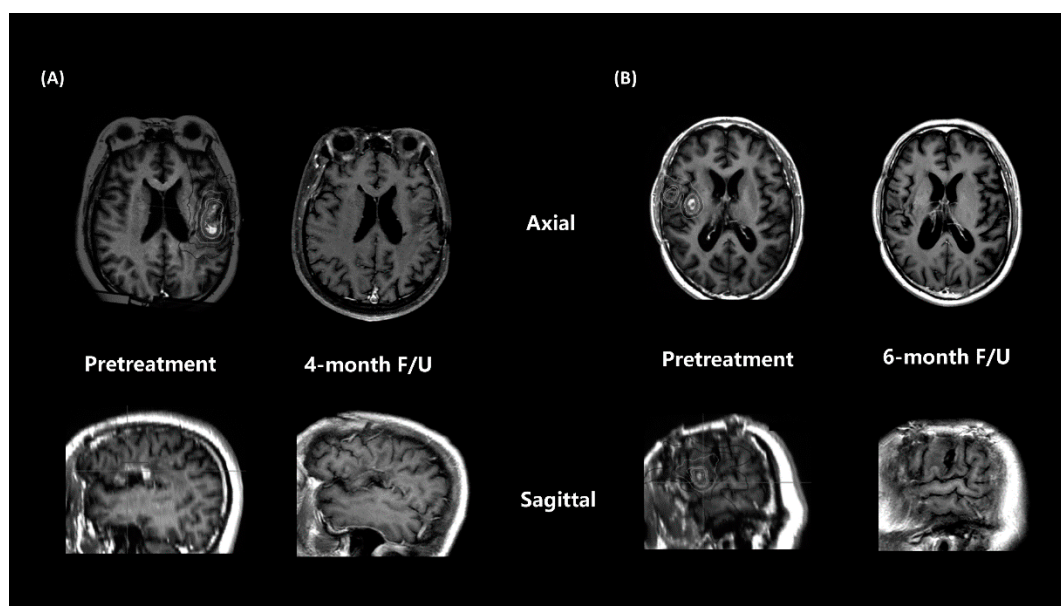 (A)
(B)
Axial
Pretreatment
4-month F/U
Pretreatment
6-month F/U
Sagittal